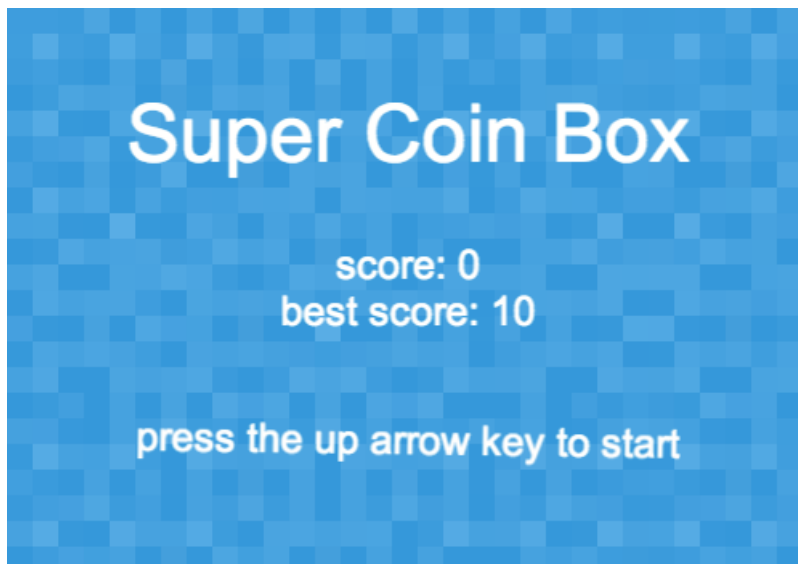 Super Coin Box
score: 0
best score: 10
press the up arrow key to start